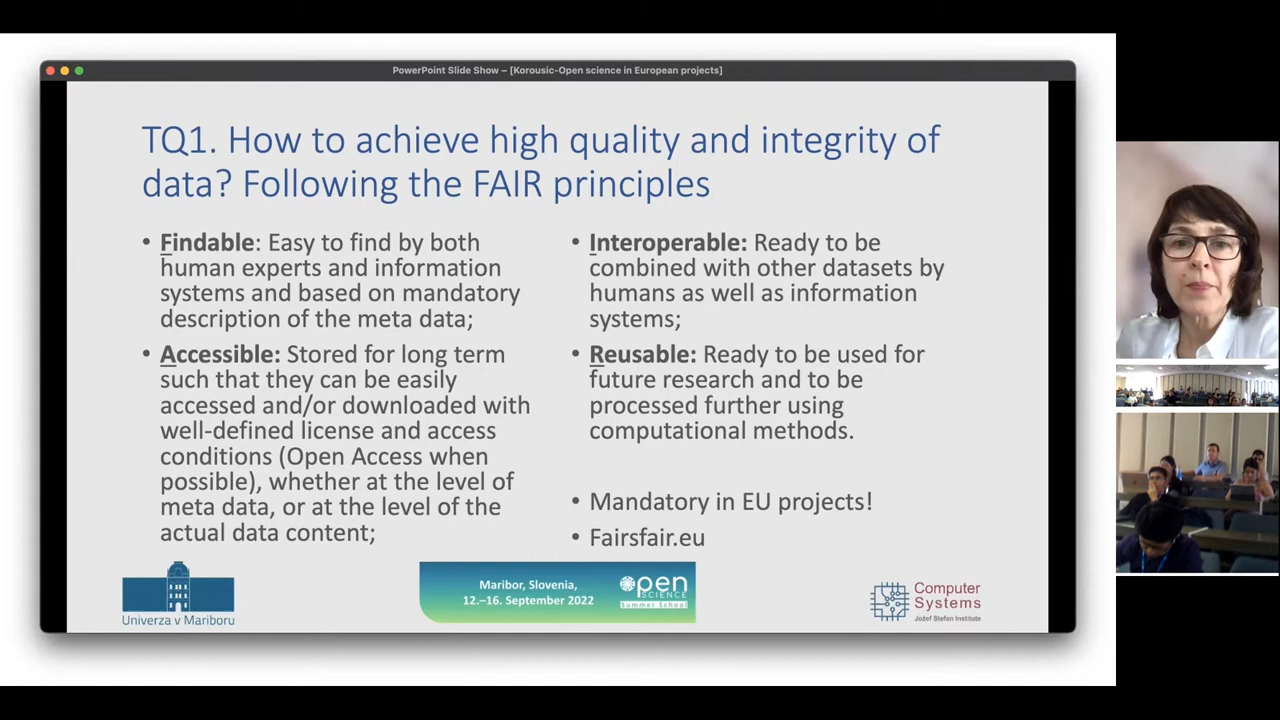 PowerPoint Slide Show – [Korousic-Open science in European projects]
TQ1. How to achieve high quality and integrity of
data? Following the FAIR principles
• Findable: Easy to find by both
human experts and information
systems and based on mandatory
description of the meta data;
• Accessible: Stored for long term
such that they can be easily
accessed and/or downloaded with
well-defined license and access
conditions (Open Access when
possible), whether at the level of
meta data, or at the level of the
actual data content;
• Interoperable: Ready to be
combined with other datasets by
humans as well as information
systems;
• Reusable: Ready to be used for
future research and to be
processed further using
computational methods.
• Mandatory in EU projects!
• Fairsfair.eu
Univerza v Mariboru
Maribor, Slovenia,
12.–16. September 2022
open
SCIENCE
Summer School
Computer
Systems
Jožef Stefan Institute